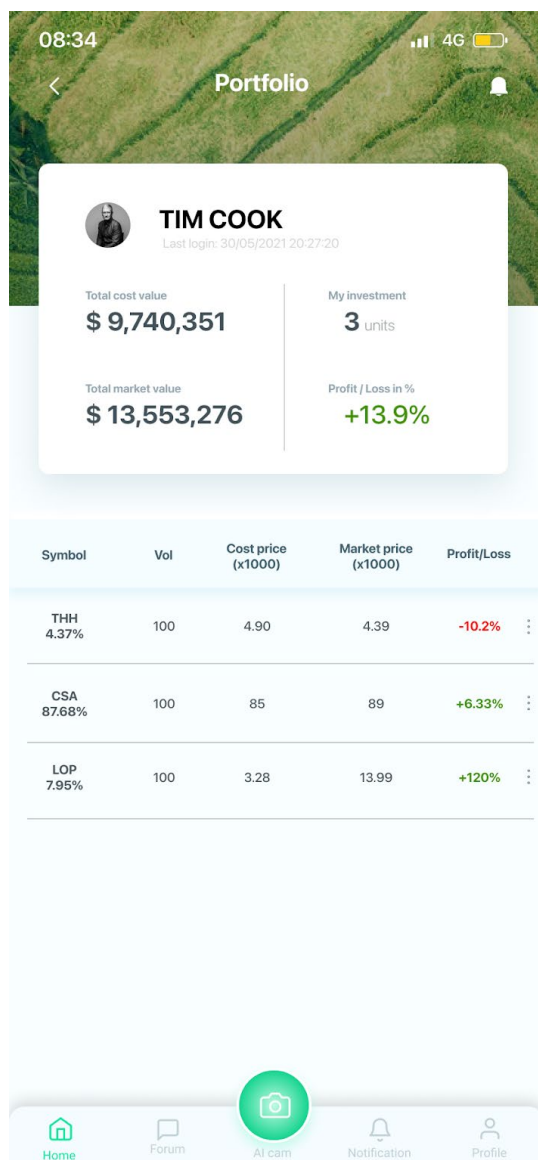 08:34
4G
Portfolio
TIM COOK
Last login: 30/05/2021 20:27:20
Total cost value
My investment
$ 9,740,351
3 units
Total market value
Profit / Loss in %
$ 13,553,276
+13.9%
Symbol Vol Cost price (x1000) Market price (x1000) Profit/Loss
THH
4.37% 100 4.90 4.39 -10.2%
CSA
87.68% 100 85 89 +6.33%
LOP
7.95% 100 3.28 13.99 +120%
Home Forum AI cam Notification Profile